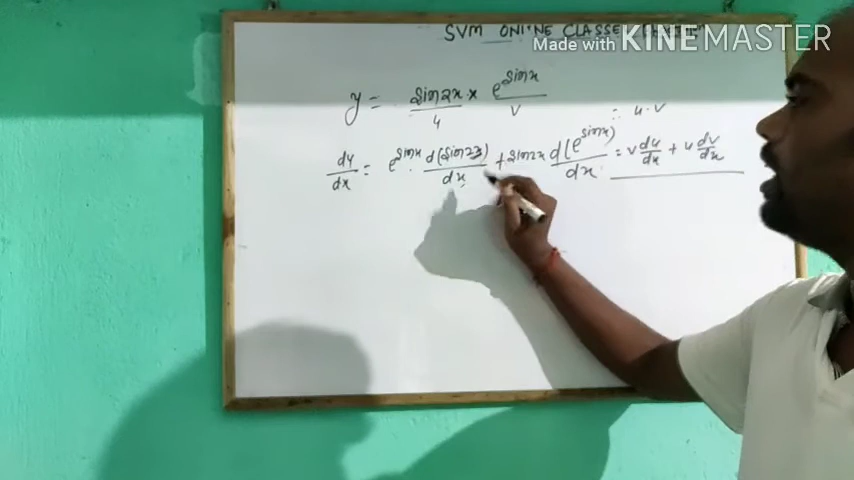 SVM ONLINE CLASSES
Made with KINEMASTER
y = sin2x × e^sinx
u v = u.v
dy/dx = e^sinx . d(sin2x)/dx + sin2x d(e^sinx)/dx = v du/dx + u dv/dx